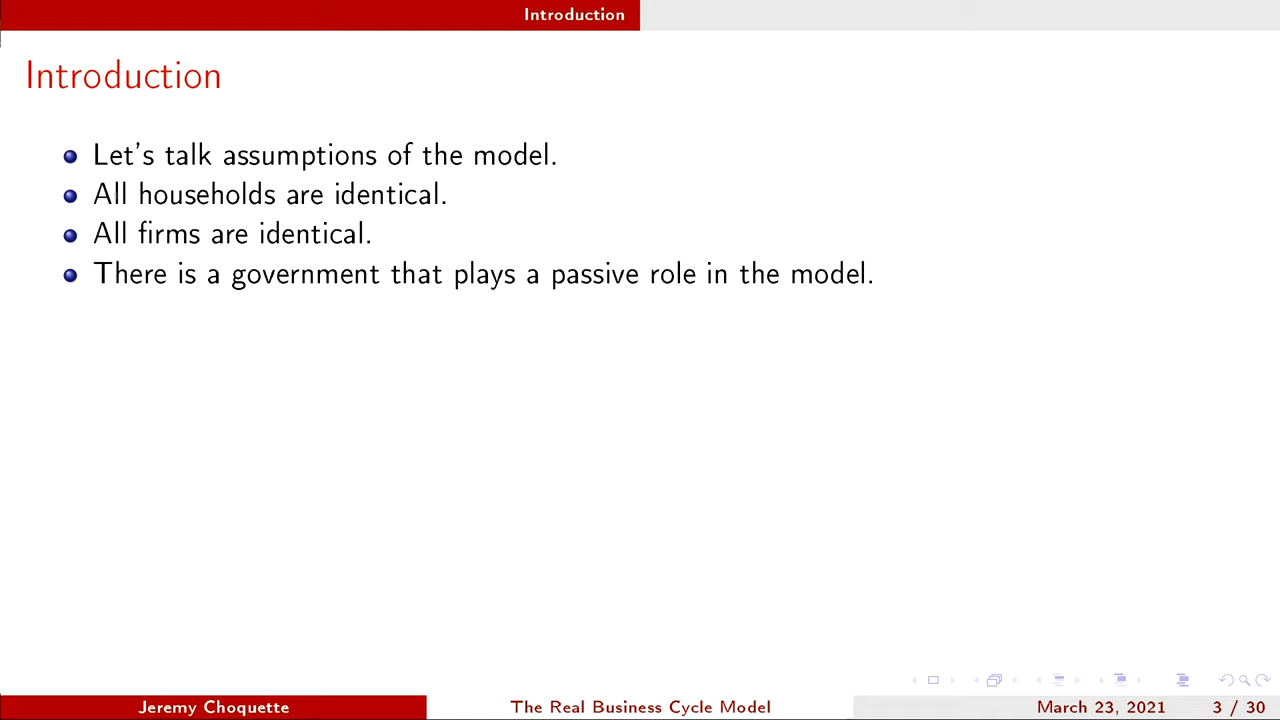 Introduction
Introduction
Let's talk assumptions of the model.
All households are identical.
All firms are identical.
There is a government that plays a passive role in the model.
Jeremy Choquette
The Real Business Cycle Model
March 23, 2021
3 / 30